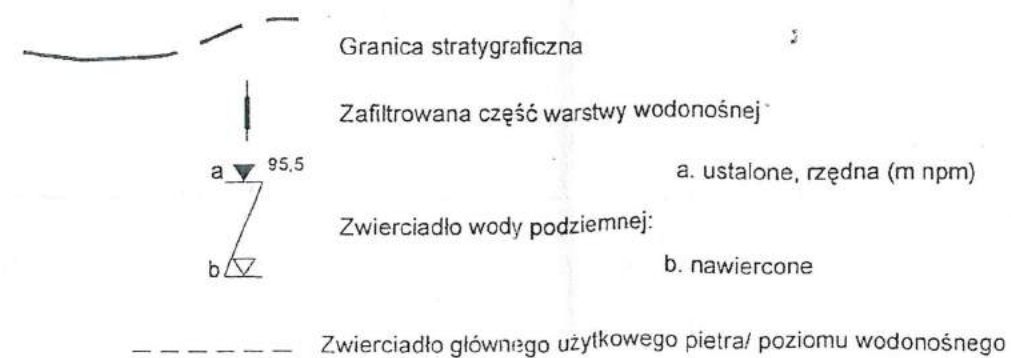 Granica stratygraficzna
Zafiltrowana część warstwy wodonośnej
a 95,5
a. ustalone, rzędna (m npm)
Zwierciadło wody podziemnej:
b
b. nawiercone
Zwierciadło głównego użytkowego pietra/ poziomu wodonośnego